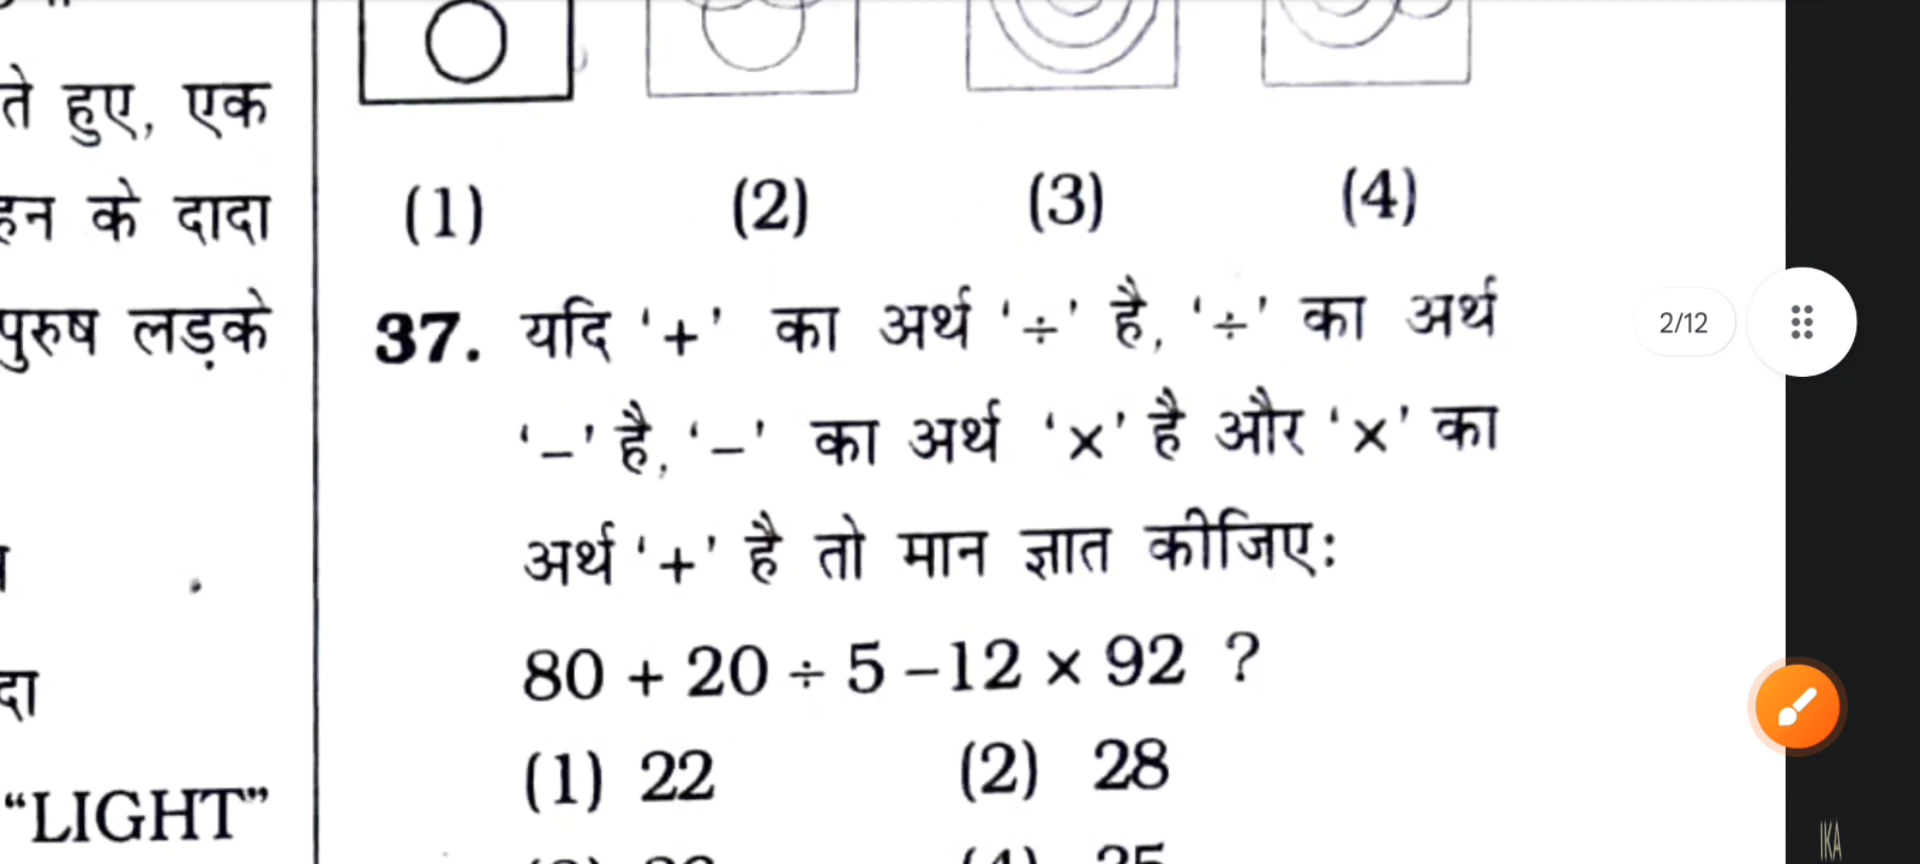 ते हुए, एक
हन के दादा
पुरुष लड़के
दा
“LIGHT”
(1) (2) (3) (4)
37. यदि ‘+’ का अर्थ ‘÷’ है, ‘÷’ का अर्थ
‘–’ है, ‘–’ का अर्थ ‘×’ है और ‘×’ का
अर्थ ‘+’ है तो मान ज्ञात कीजिए:
80 + 20 ÷ 5 –12 × 92 ?
(1) 22 (2) 28
2/12
IKA